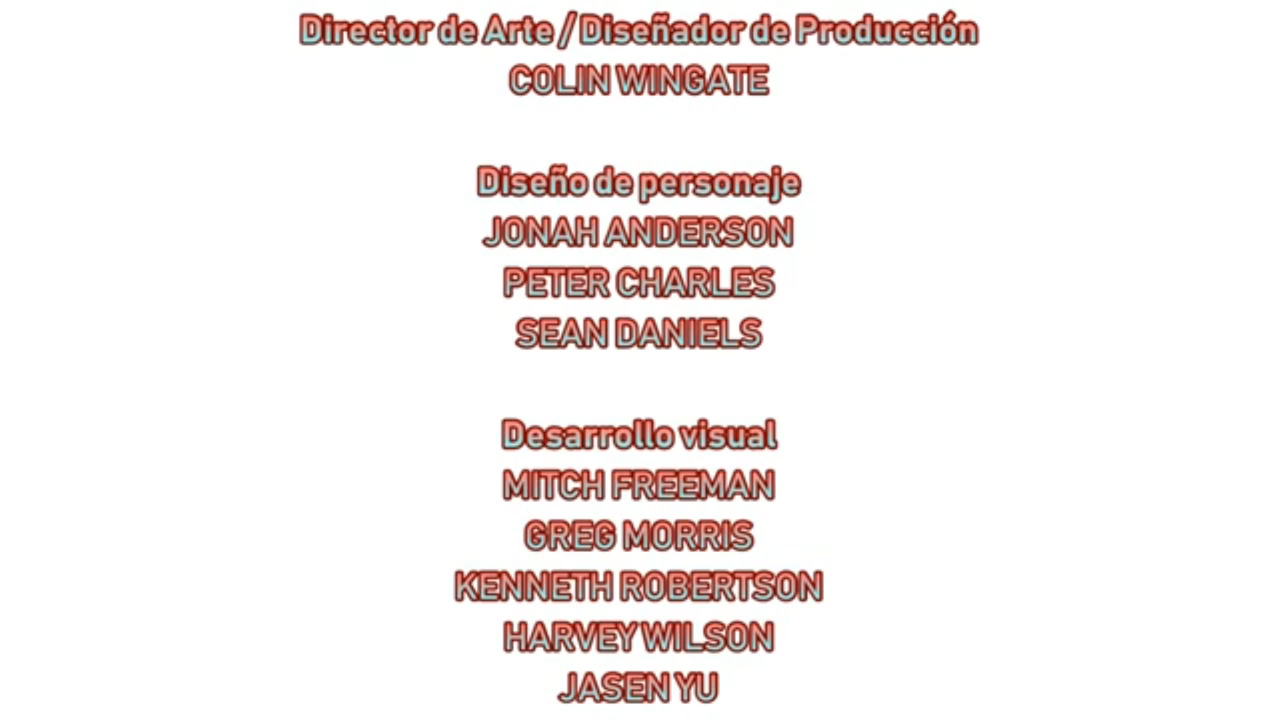 Director de Arte / Diseñador de Producción
COLIN WINGATE
Diseño de personaje
JONAH ANDERSON
PETER CHARLES
SEAN DANIELS
Desarrollo visual
MITCH FREEMAN
GREG MORRIS
KENNETH ROBERTSON
HARVEY WILSON
JASEN YU